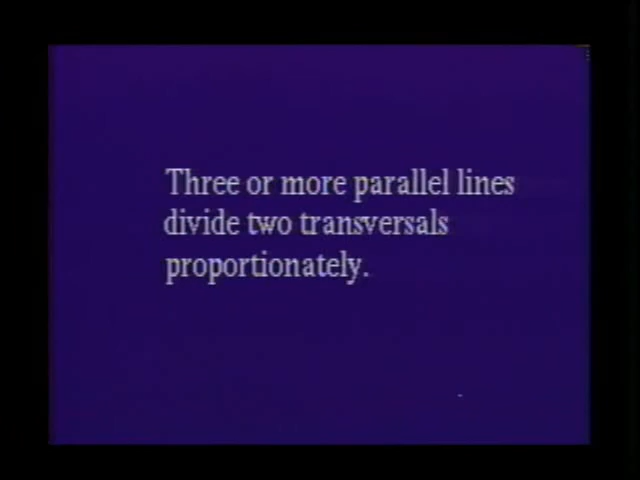 Three or more parallel lines
divide two transversals
proportionately.